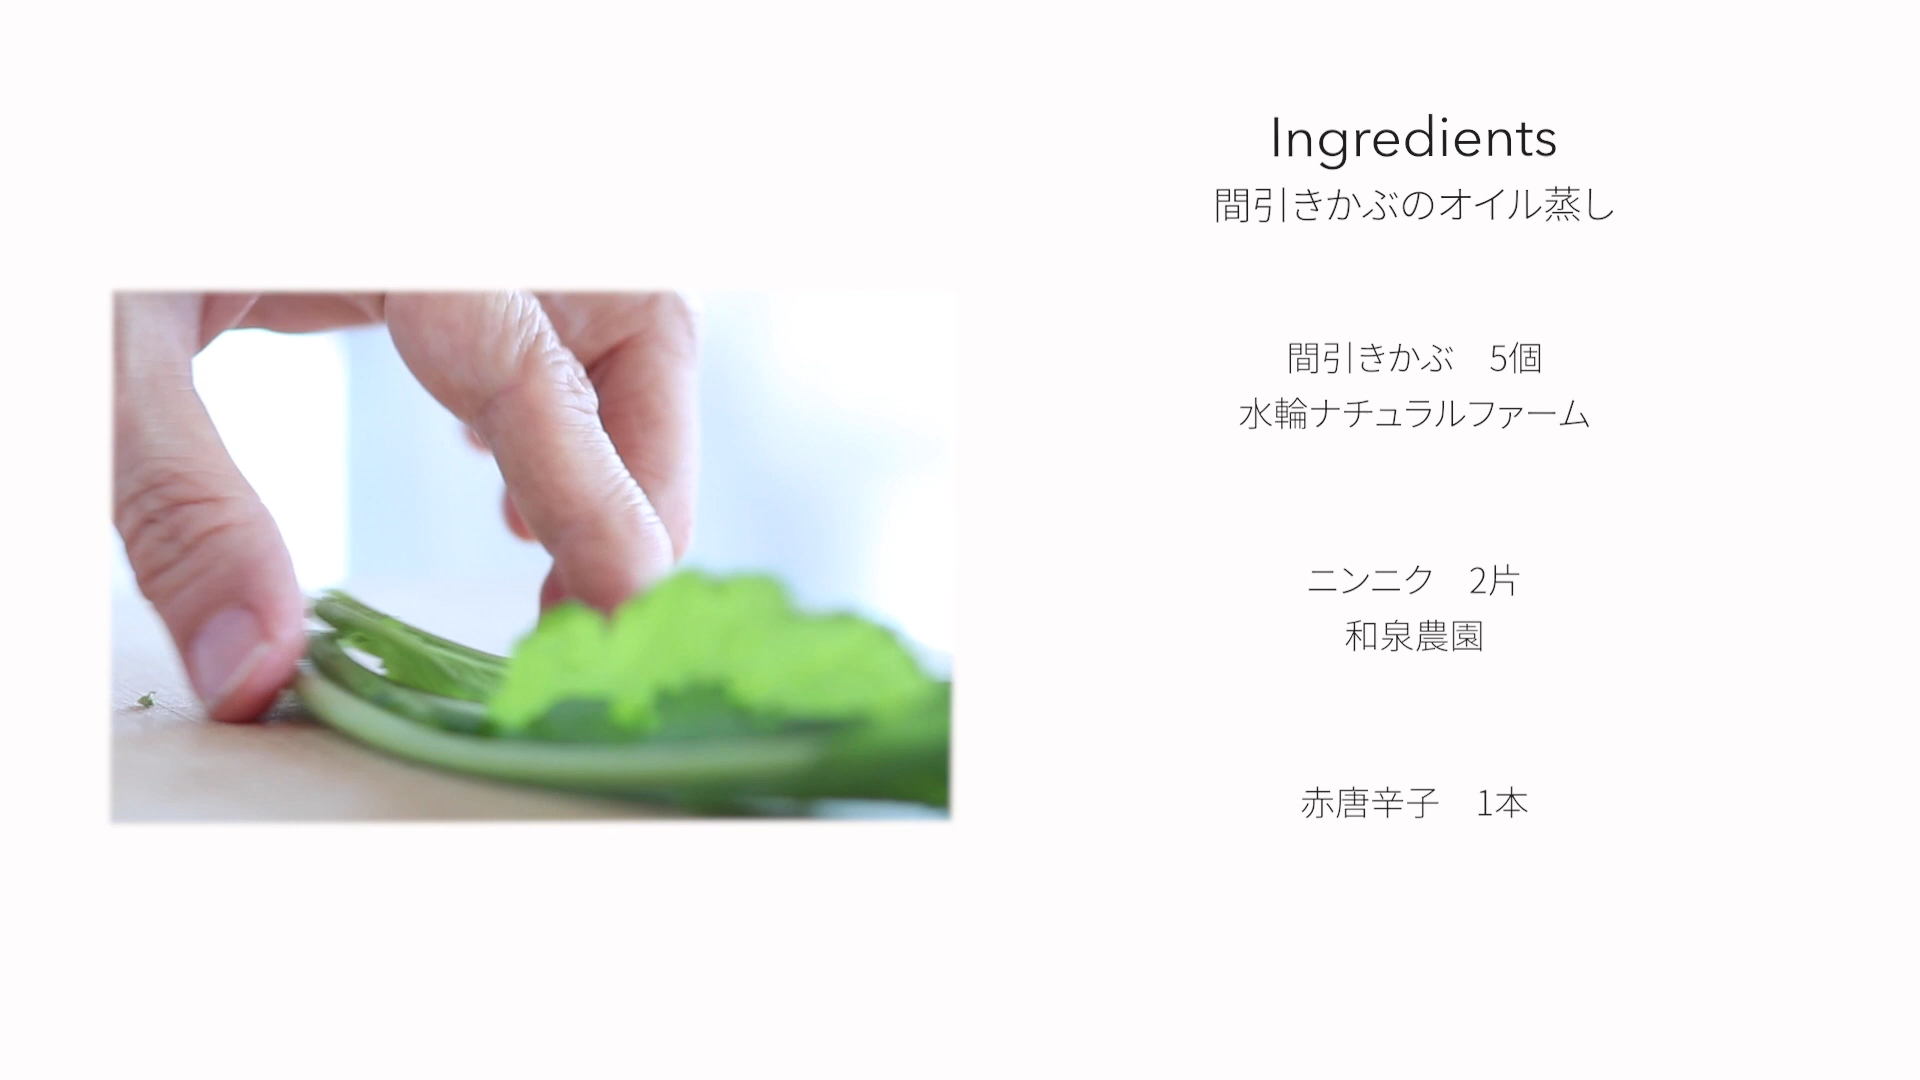 Ingredients
間引きかぶのオイル蒸し
間引きかぶ　5個
水輪ナチュラルファーム
ニンニク　2片
和泉農園
赤唐辛子　1本